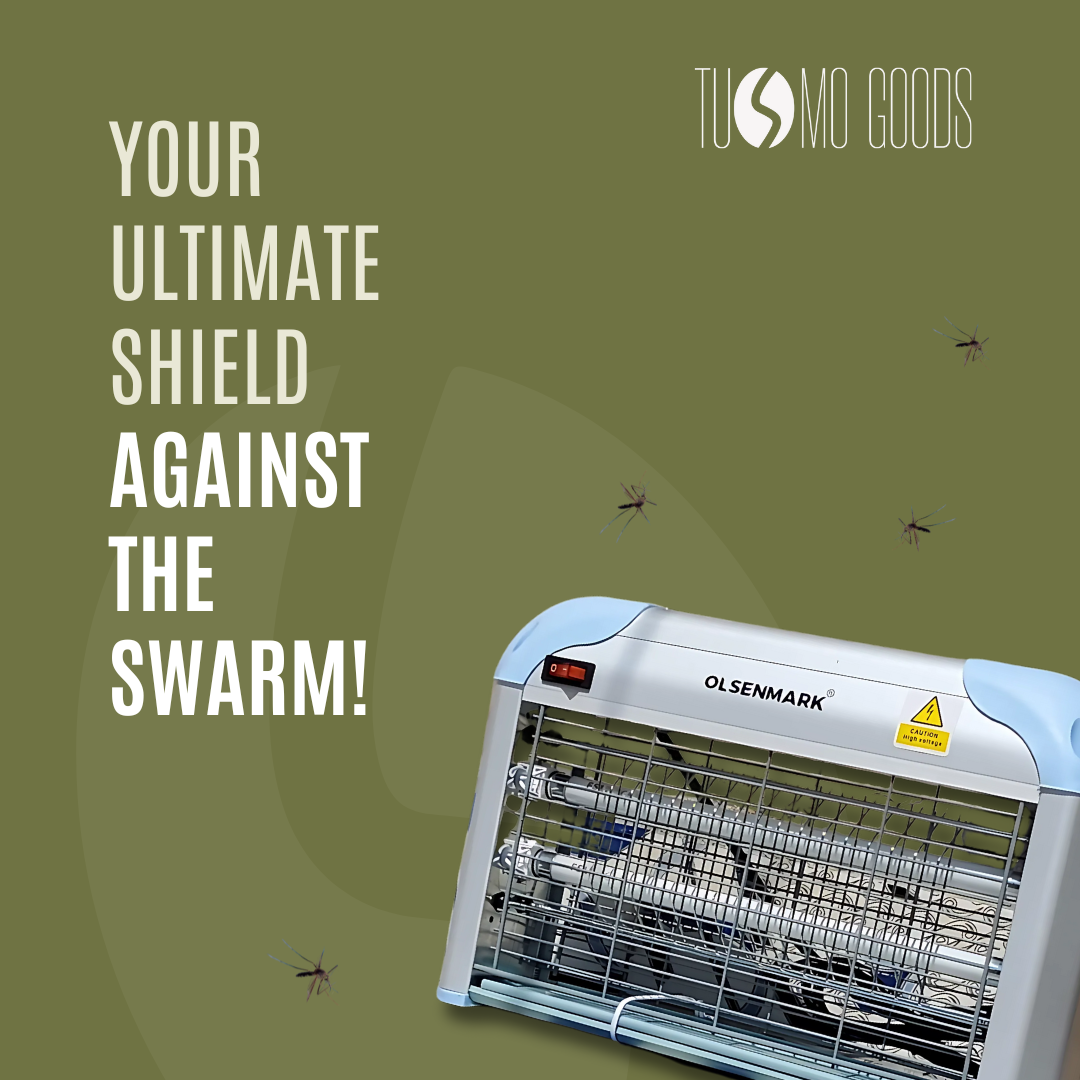 TUSMO GOODS
YOUR
ULTIMATE
SHIELD
AGAINST
THE
SWARM!
OLSENMARK®
CAUTION
High voltage